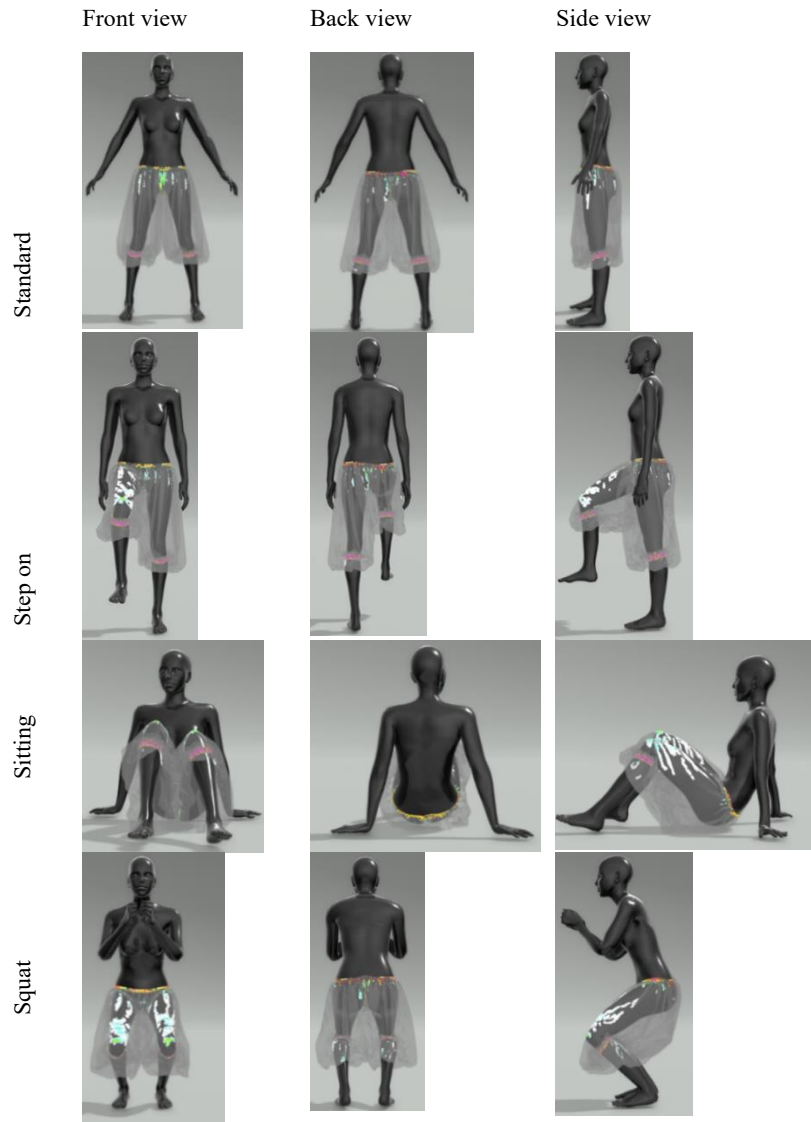 Front view
Back view
Side view
Standard
Step on
Sitting
Squat